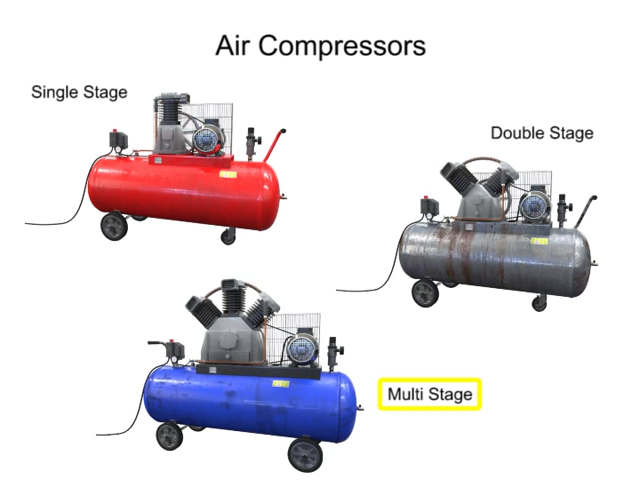 Air Compressors
Single Stage
Double Stage
Multi Stage